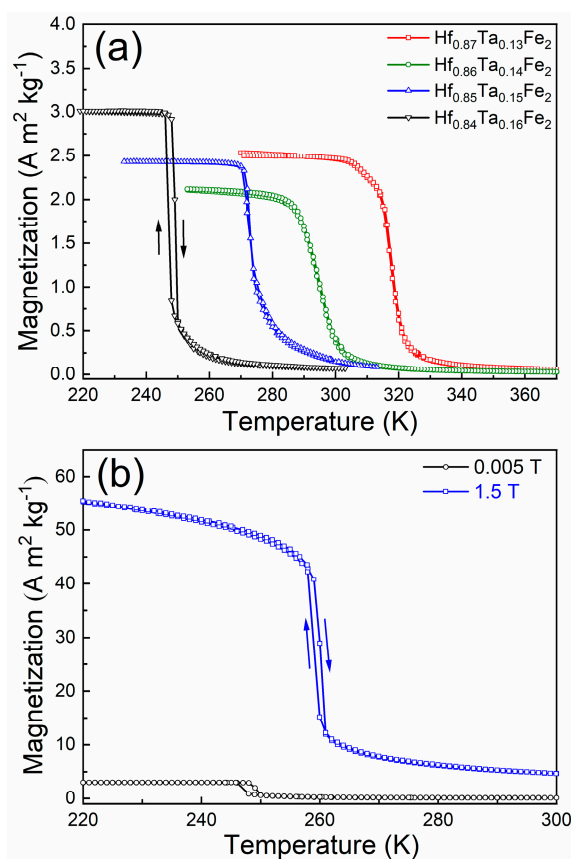 (a)
Hf0.87Ta0.13Fe2
Hf0.86Ta0.14Fe2
Hf0.85Ta0.15Fe2
Hf0.84Ta0.16Fe2
Magnetization (A m2 kg-1)
4.0
3.5
3.0
2.5
2.0
1.5
1.0
0.5
0.0
220 240 260 280 300 320 340 360
Temperature (K)
(b)
0.005 T
1.5 T
Magnetization (A m2 kg-1)
60
50
40
30
20
10
0
220 240 260 280 300
Temperature (K)